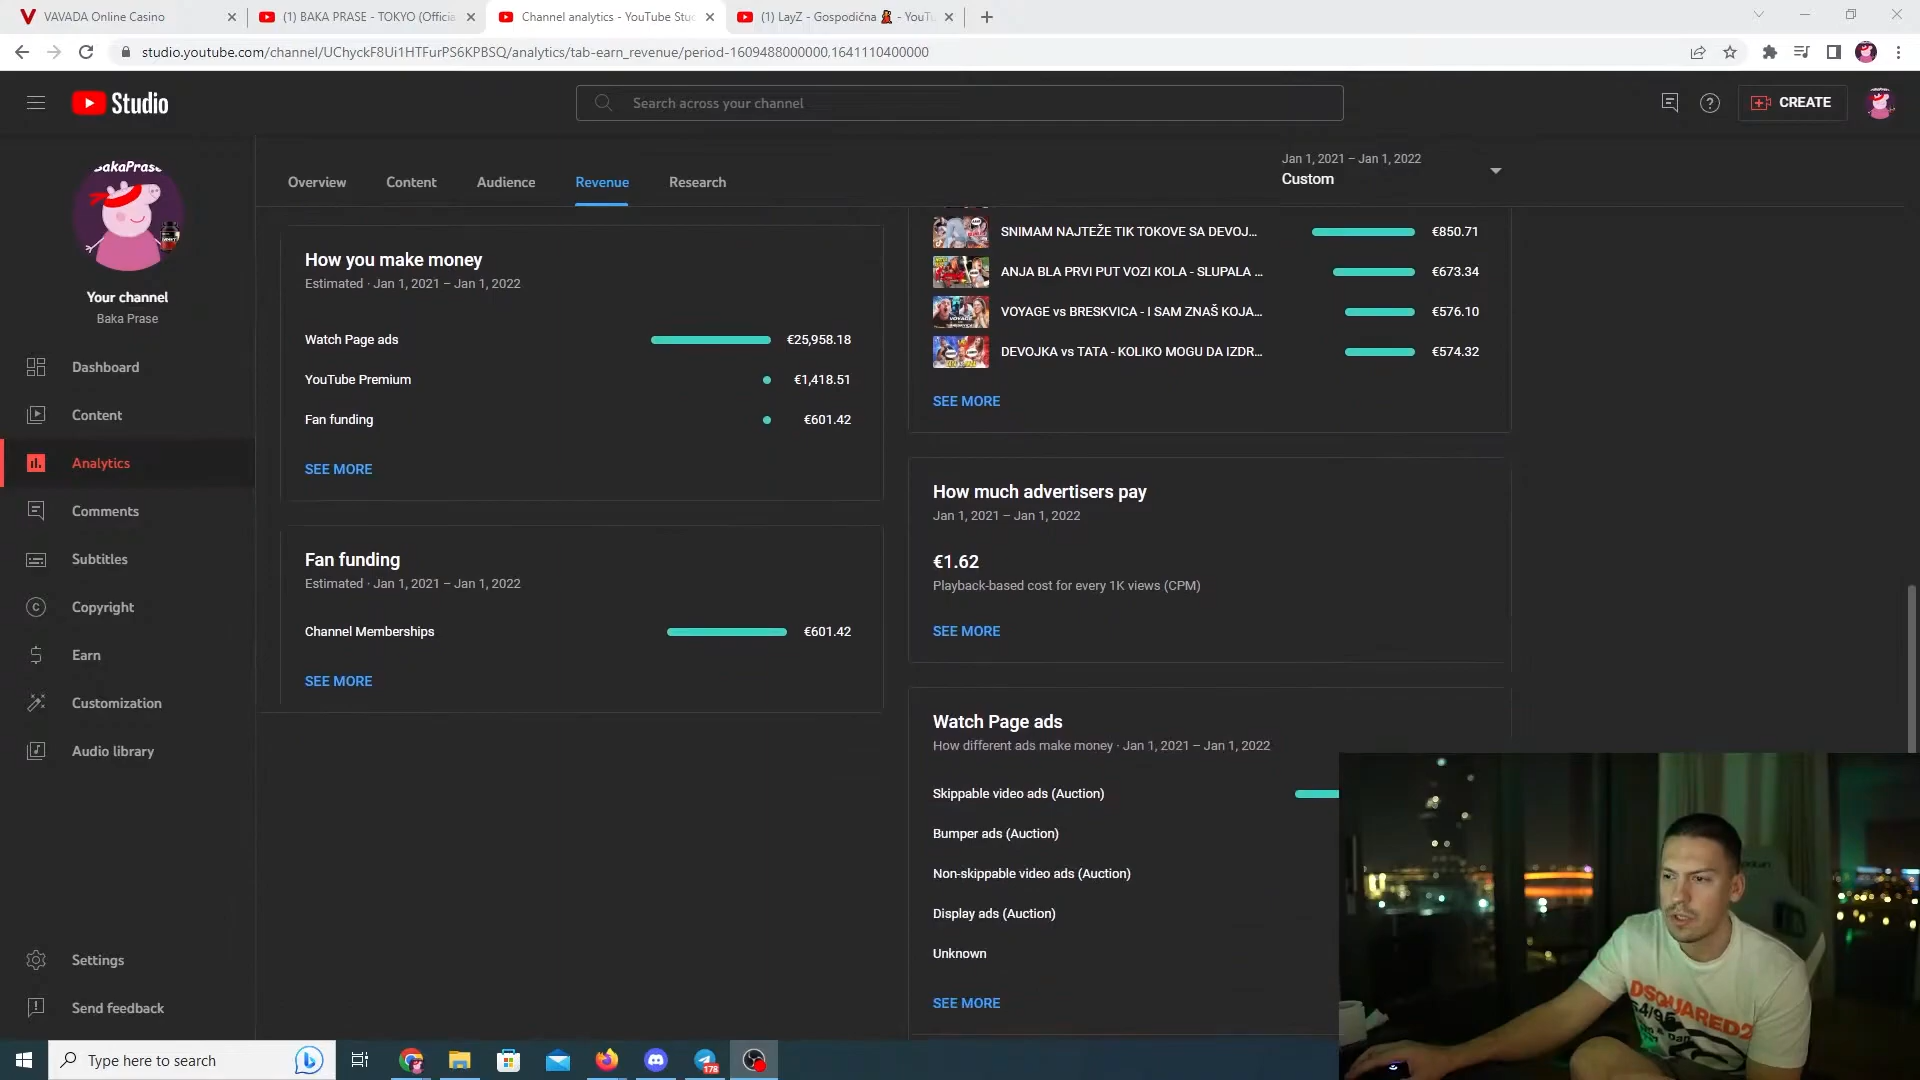 VAVADA Online Casino
(1) BAKA PRASE - TOKYO (Officia
Channel analytics - YouTube Stud
(1) LayZ - Gospodična 💃 - YouTu
studio.youtube.com/channel/UChyckF8Ui1HTFurPS6KPBSQ/analytics/tab-earn_revenue/period-1609488000000,1641110400000
Studio
Search across your channel
CREATE
BakaPrase
Your channel
Baka Prase
Dashboard
Content
Analytics
Comments
Subtitles
Copyright
Earn
Customization
Audio library
Settings
Send feedback
Overview
Content
Audience
Revenue
Research
Jan 1, 2021 – Jan 1, 2022
Custom
How you make money
Estimated · Jan 1, 2021 – Jan 1, 2022
Watch Page ads €25,958.18
YouTube Premium €1,418.51
Fan funding €601.42
SEE MORE
Fan funding
Estimated · Jan 1, 2021 – Jan 1, 2022
Channel Memberships €601.42
SEE MORE
SNIMAM NAJTEŽE TIK TOKOVE SA DEVOJ... €850.71
ANJA BLA PRVI PUT VOZI KOLA - SLUPALA ... €673.34
VOYAGE vs BRESKVICA - I SAM ZNAŠ KOJA... €576.10
DEVOJKA vs TATA - KOLIKO MOGU DA IZDR... €574.32
SEE MORE
How much advertisers pay
Jan 1, 2021 – Jan 1, 2022
€1.62
Playback-based cost for every 1K views (CPM)
SEE MORE
Watch Page ads
How different ads make money · Jan 1, 2021 – Jan 1, 2022
Skippable video ads (Auction)
Bumper ads (Auction)
Non-skippable video ads (Auction)
Display ads (Auction)
Unknown
SEE MORE
DSQUARED2
Type here to search
178